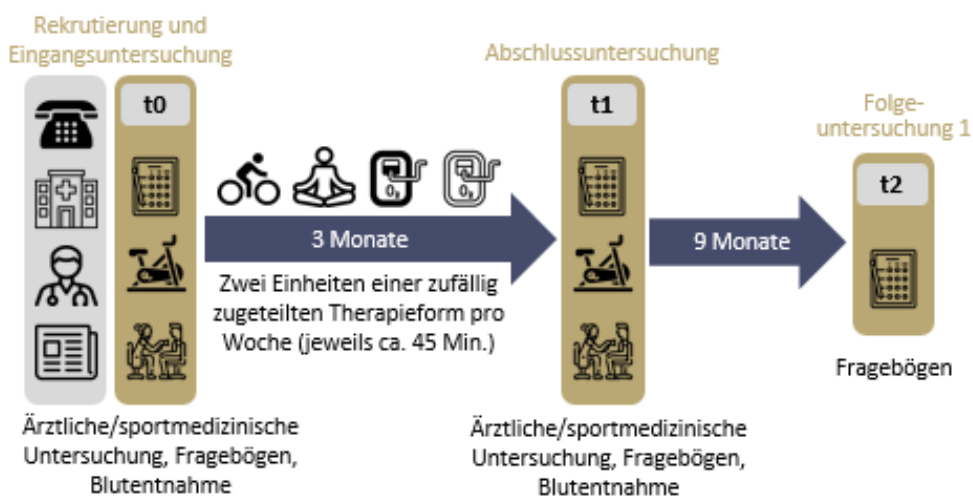 Rekrutierung und
Eingangsuntersuchung
t0
3 Monate
Zwei Einheiten einer zufällig
zugeteilten Therapieform pro
Woche (jeweils ca. 45 Min.)
Ärztliche/sportmedizinische
Untersuchung, Fragebögen,
Blutentnahme
Abschlussuntersuchung
t1
Ärztliche/sportmedizinische
Untersuchung, Fragebögen,
Blutentnahme
9 Monate
Folge-
untersuchung 1
t2
Fragebögen